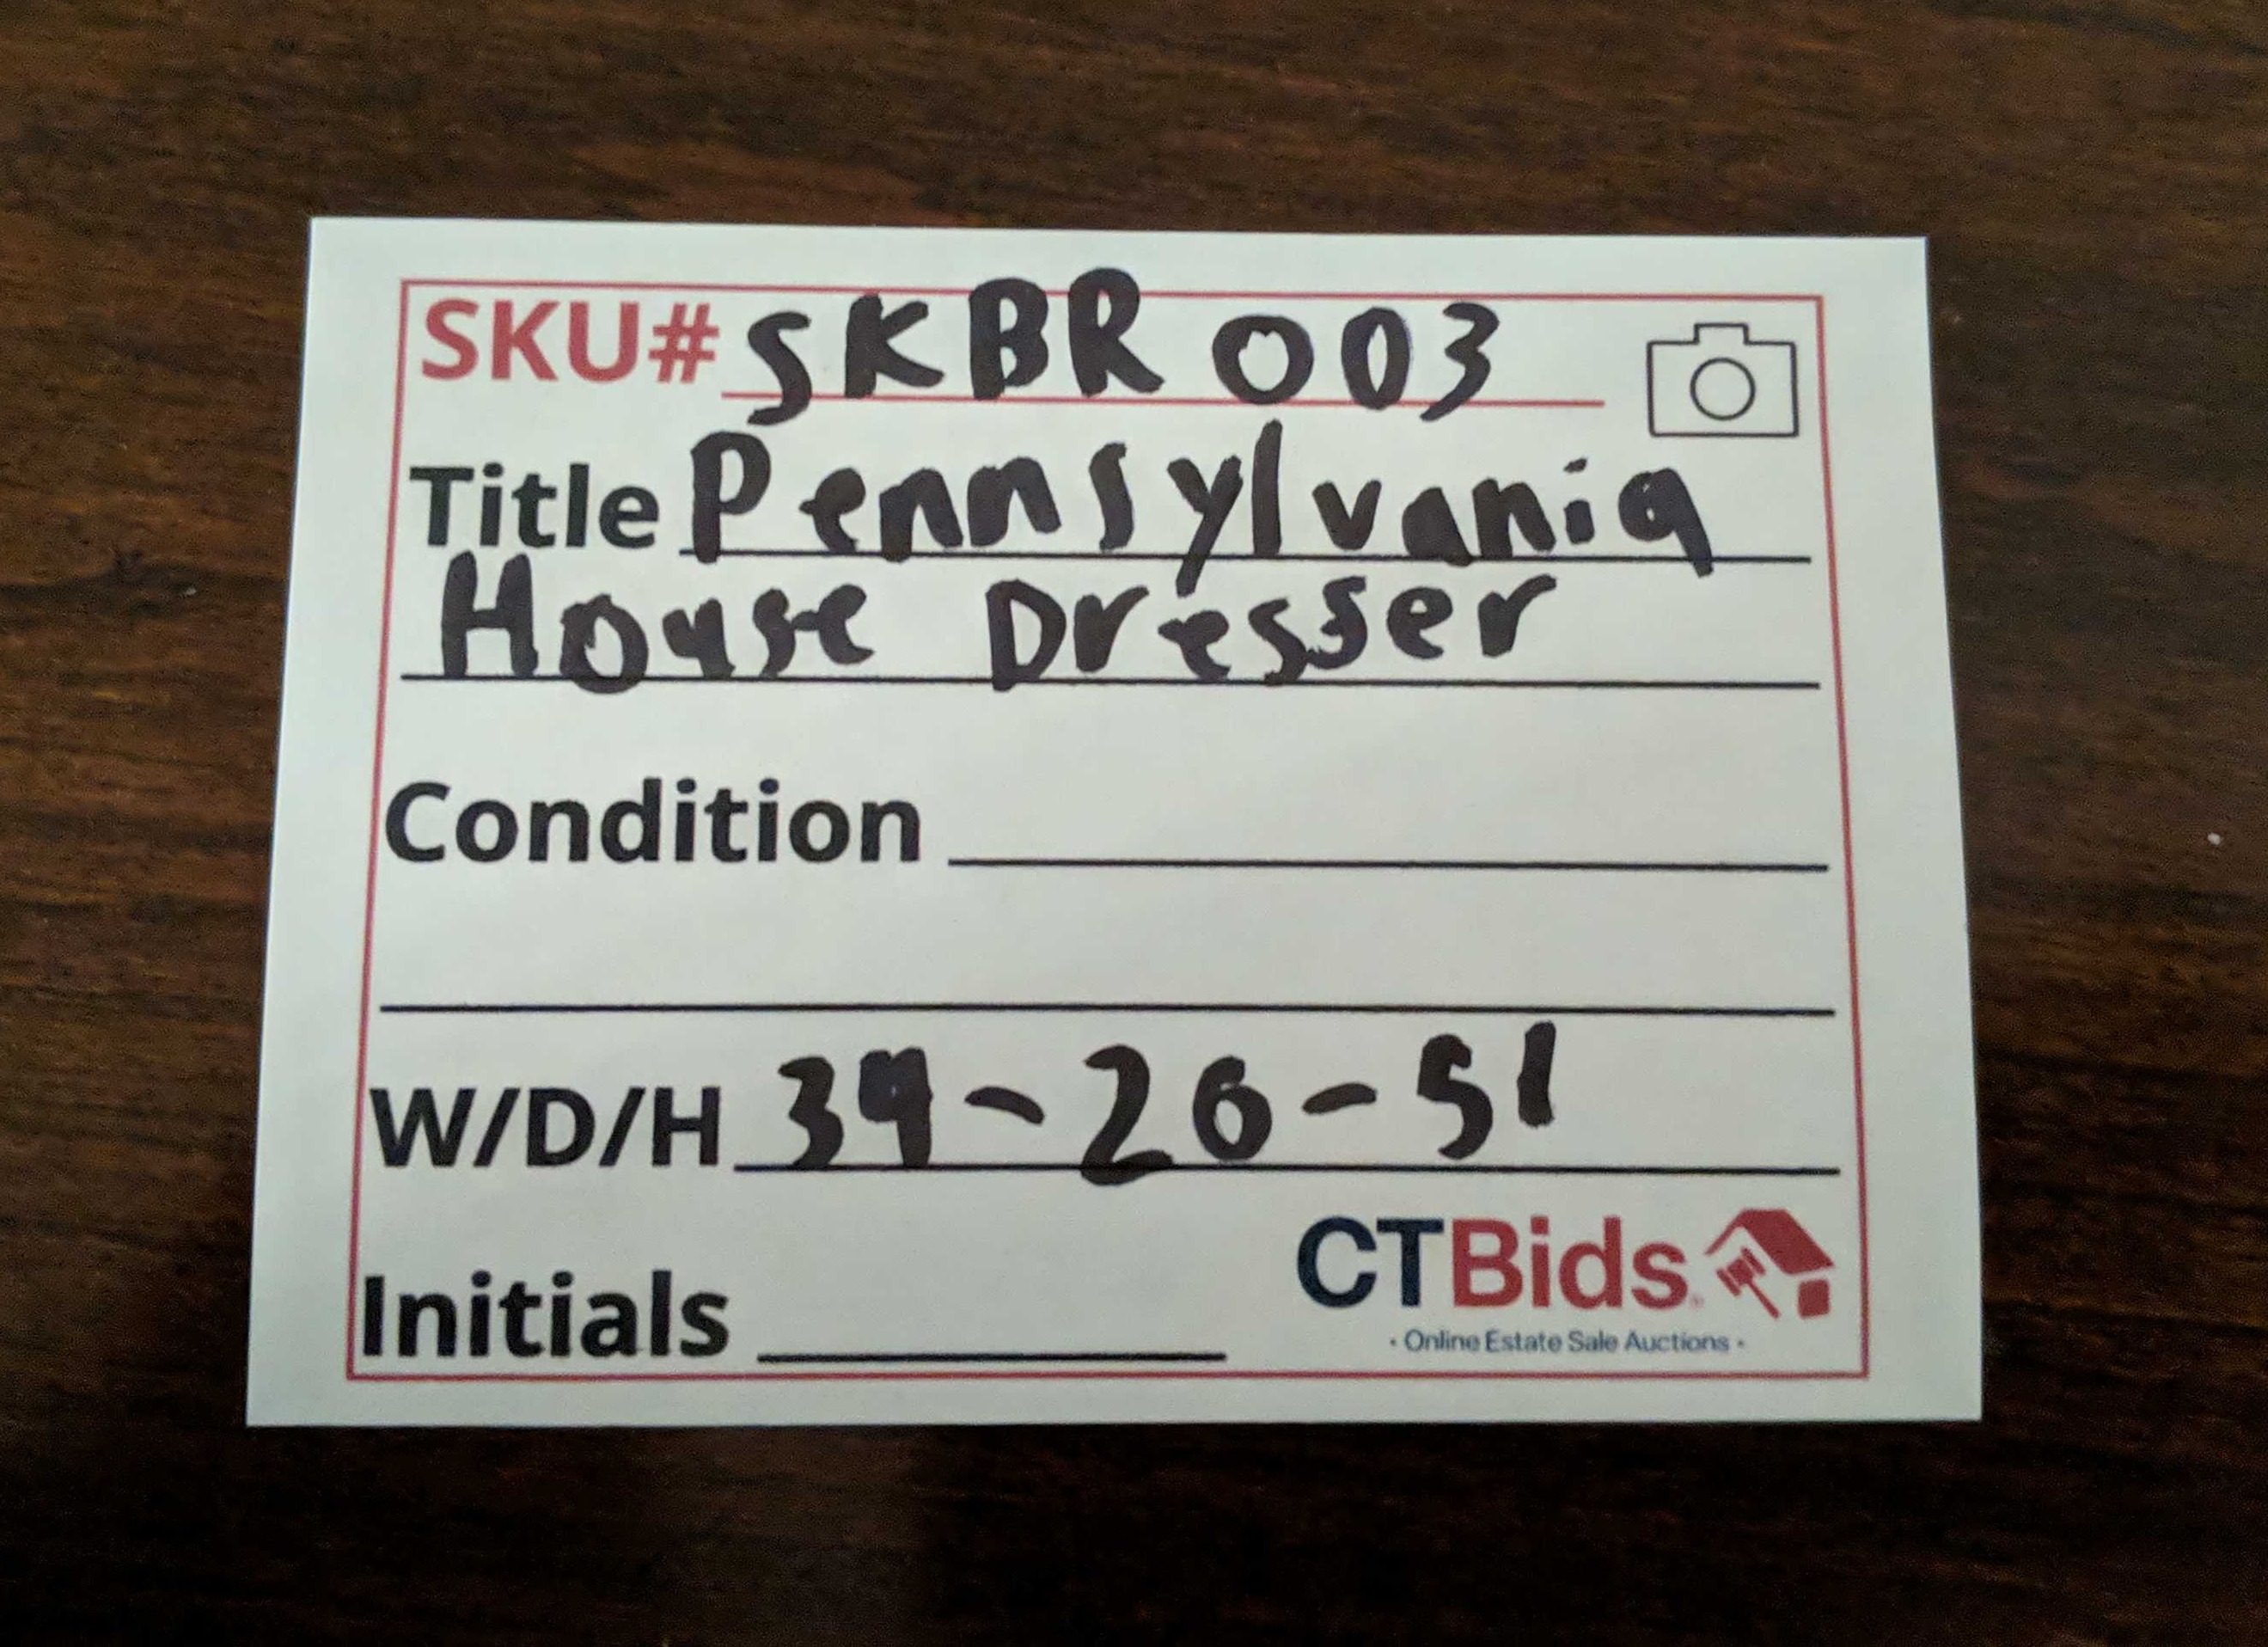 SKU# SKBR 003
Title Pennsylvania
House Dresser
Condition
W/D/H 39-20-51
Initials
CTBids
· Online Estate Sale Auctions ·